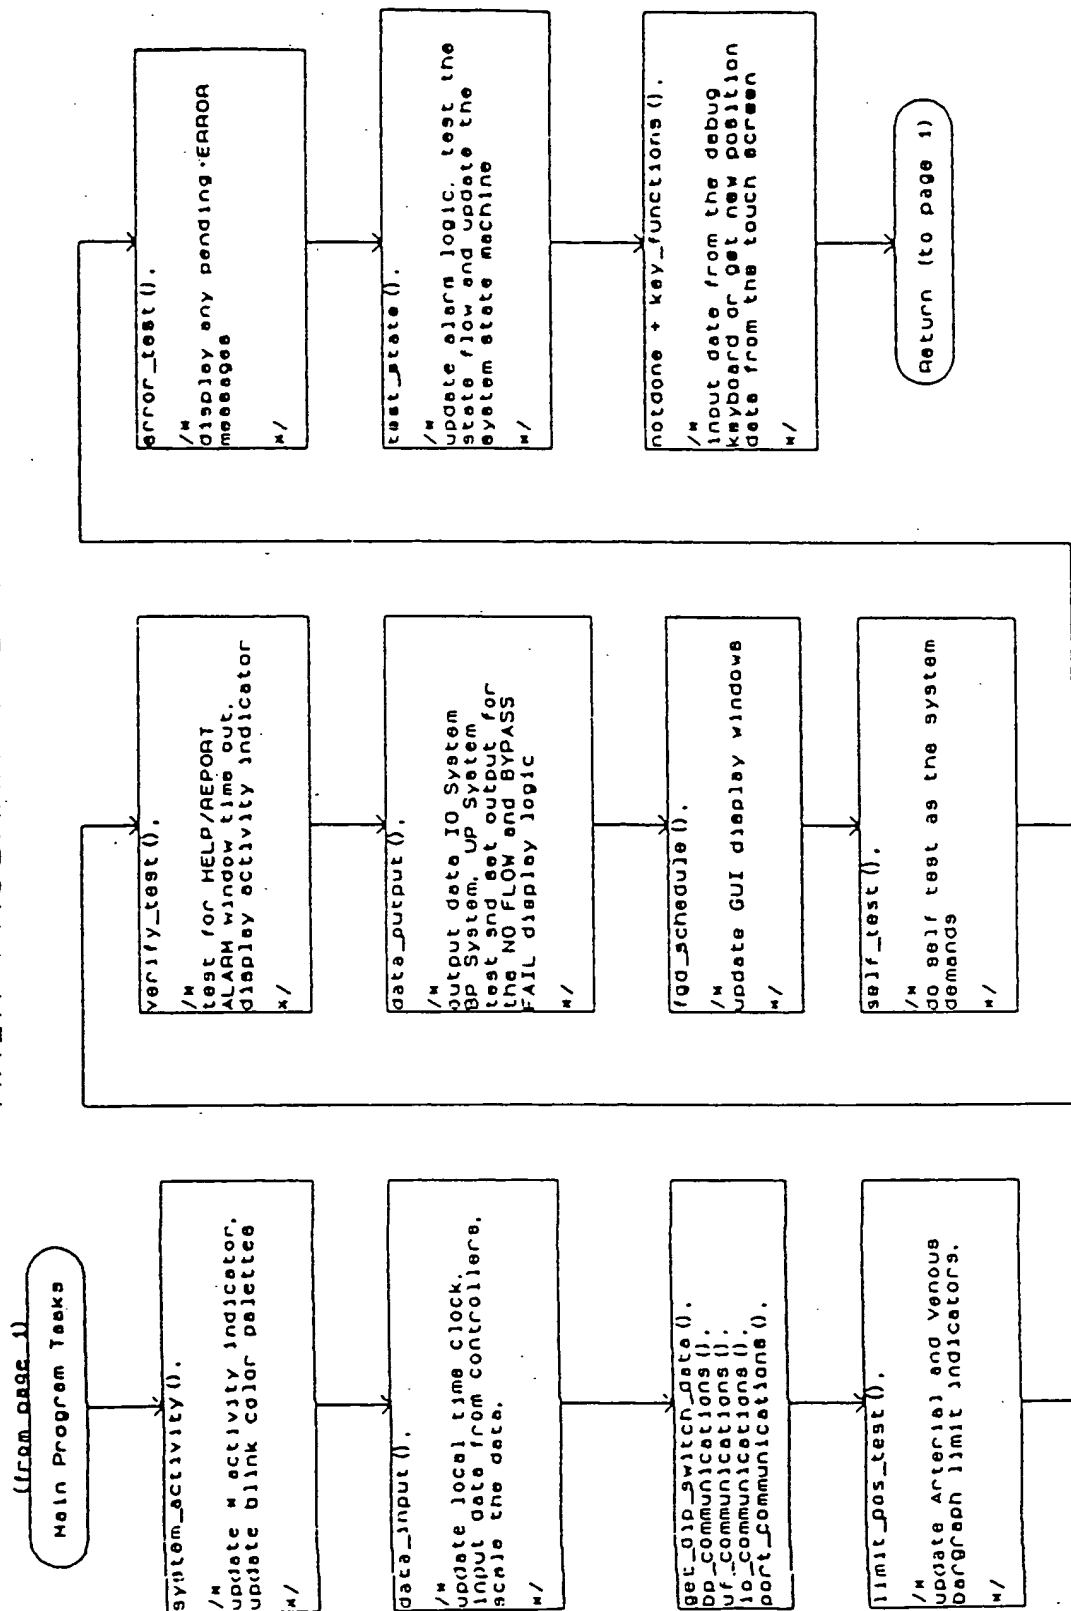 (from page 1)
Main Program Tasks
system_activity().
/*
update * activity indicator.
update blink color palettes
*/
data_input().
/*
update local time clock.
input data from controllers.
scale the data.
*/
get_dip_switch_data().
bp_communications().
uf_communications().
io_communications().
port_communications().
limit_pos_test().
/*
update Arterial and Venous
bargraph limit indicators.
*/
verify_test().
/*
test for HELP/REPORT
ALARM window time out.
display activity indicator
*/
data_output().
/*
output data IO System
BP System. UP System
test snd set output for
the NO FLOW and BYPASS
FAIL display logic
*/
fgd_schedule().
/*
update GUI display windows
*/
self_test().
/*
do self test as the system
demands
*/
error_test().
/*
display any pending ERROR
messages
*/
test_state().
/*
update alarm logic. test the
state flow and update the
system state machine
*/
notdone + key_functions().
/*
input date from the debug
keyboard or get new position
data from the touch screen
*/
Return (to page 1)